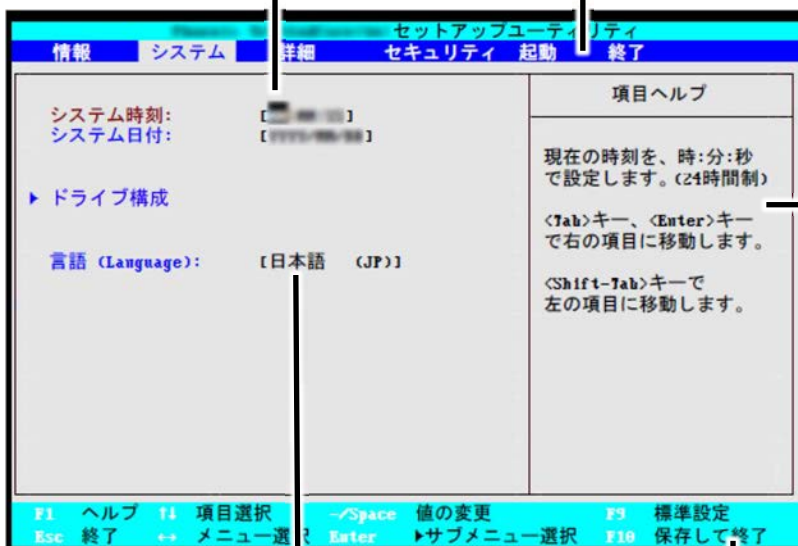 セットアップユーティリティ
情報 システム 詳細 セキュリティ 起動 終了
システム時刻:
システム日付:
▶ ドライブ構成
言語 (Language): [日本語 (JP)]
項目ヘルプ
現在の時刻を、時:分:秒
で設定します。(24時間制)
<Tab>キー、<Enter>キー
で右の項目に移動します。
<Shift-Tab>キーで
左の項目に移動します。
F1 ヘルプ ↑↓ 項目選択 -/Space 値の変更 F9 標準設定
Esc 終了 ←→ メニュー選択 Enter ▶サブメニュー選択 F10 保存して終了